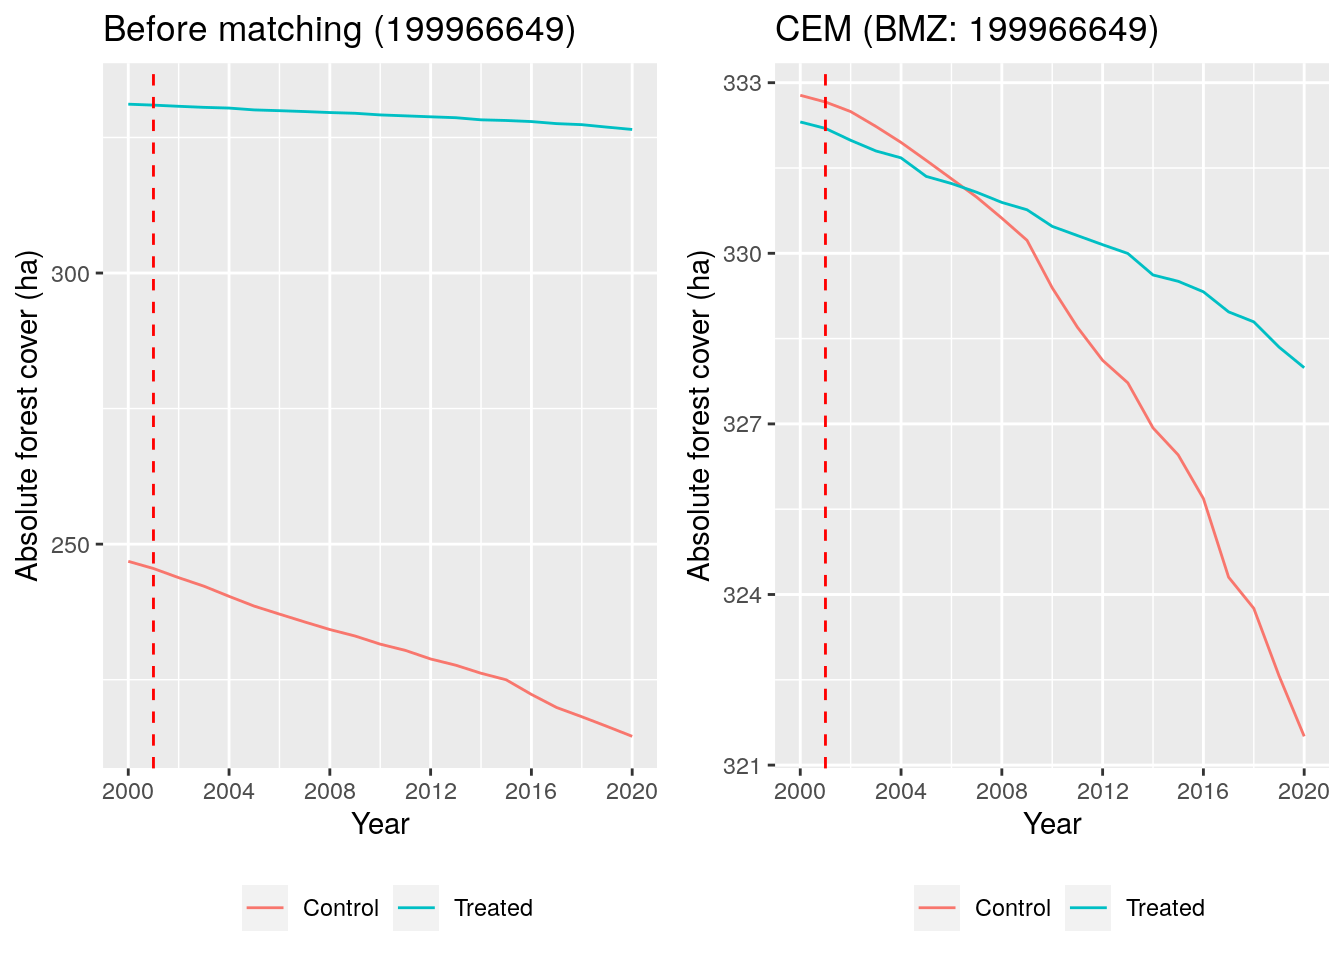 Before matching (199966649)
Absolute forest cover (ha)
300
250
2000 2004 2008 2012 2016 2020
Year
Control Treated
CEM (BMZ: 199966649)
Absolute forest cover (ha)
333
330
327
324
321
2000 2004 2008 2012 2016 2020
Year
Control Treated